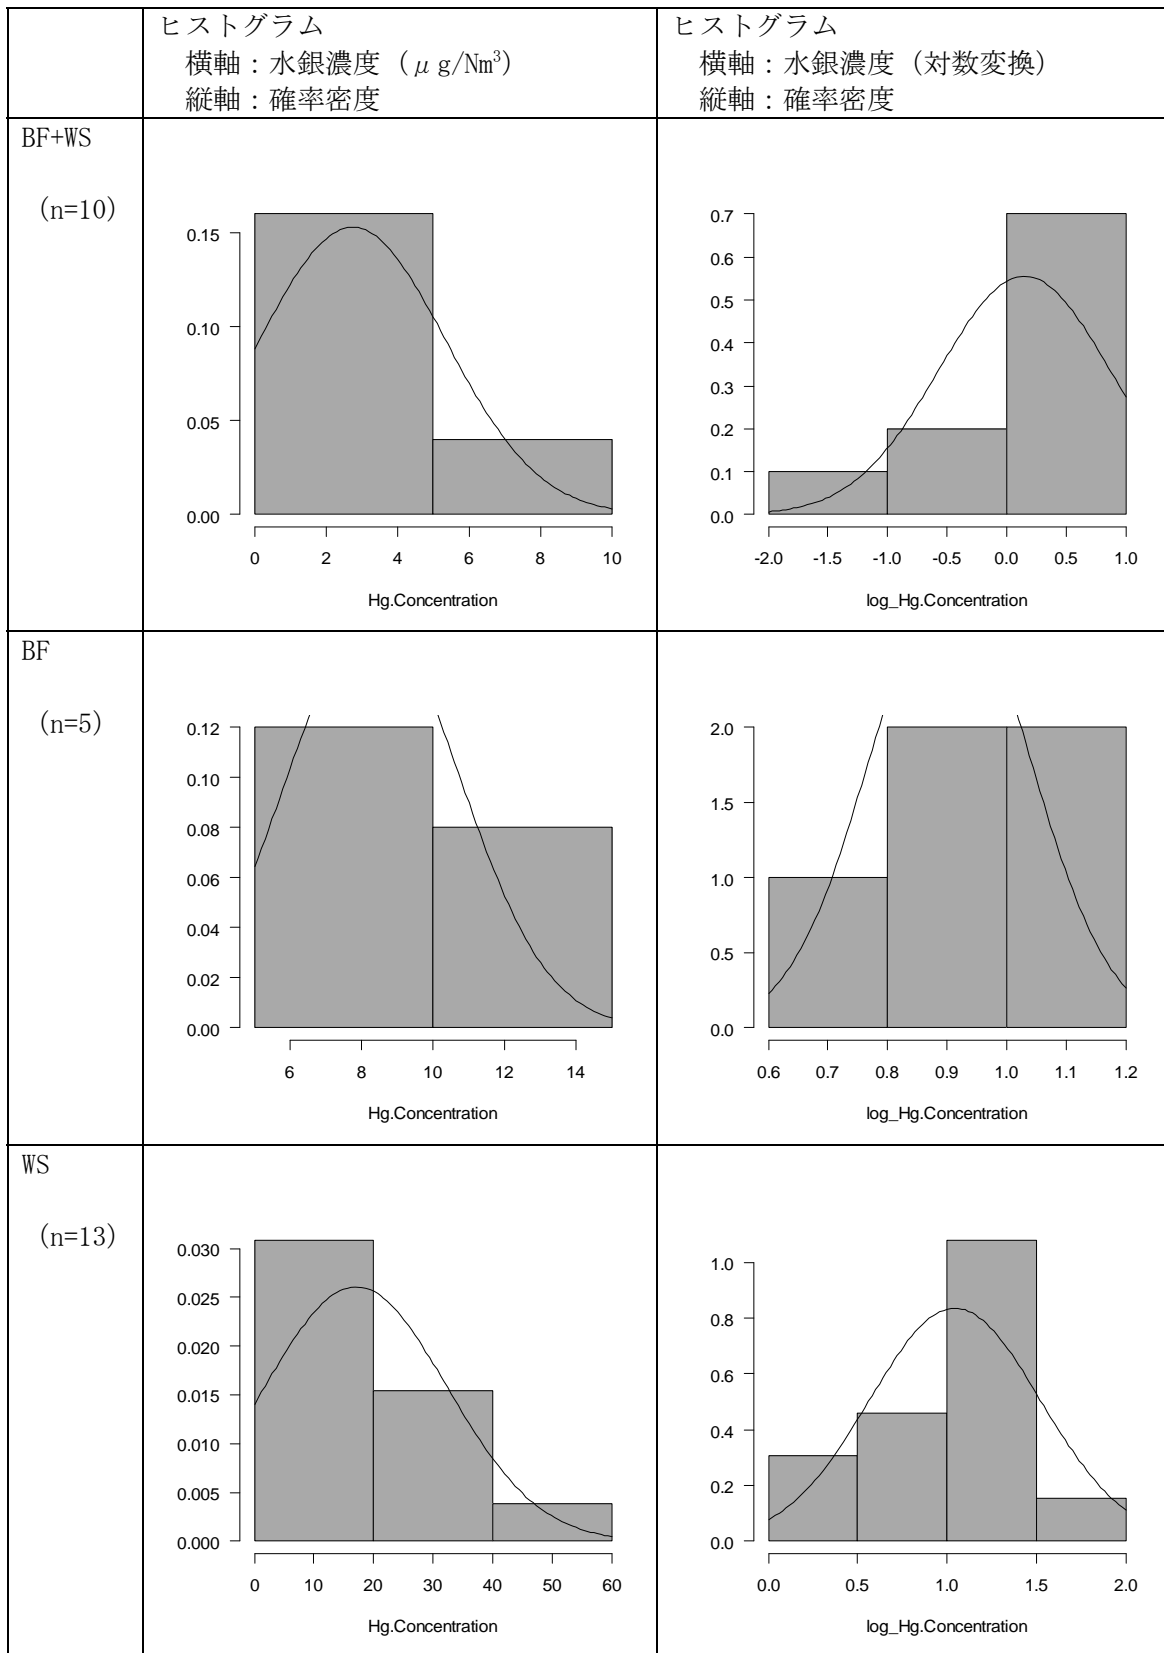 ヒストグラム
横軸：水銀濃度（μg/Nm³）
縦軸：確率密度
ヒストグラム
横軸：水銀濃度（対数変換）
縦軸：確率密度
BF+WS
(n=10)
0.15
0.10
0.05
0.00
0 2 4 6 8 10
Hg.Concentration
0.7
0.6
0.5
0.4
0.3
0.2
0.1
0.0
-2.0 -1.5 -1.0 -0.5 0.0 0.5 1.0
log_Hg.Concentration
BF
(n=5)
0.12
0.10
0.08
0.06
0.04
0.02
0.00
6 8 10 12 14
Hg.Concentration
2.0
1.5
1.0
0.5
0.0
0.6 0.7 0.8 0.9 1.0 1.1 1.2
log_Hg.Concentration
WS
(n=13)
0.030
0.025
0.020
0.015
0.010
0.005
0.000
0 10 20 30 40 50 60
Hg.Concentration
1.0
0.8
0.6
0.4
0.2
0.0
0.0 0.5 1.0 1.5 2.0
log_Hg.Concentration